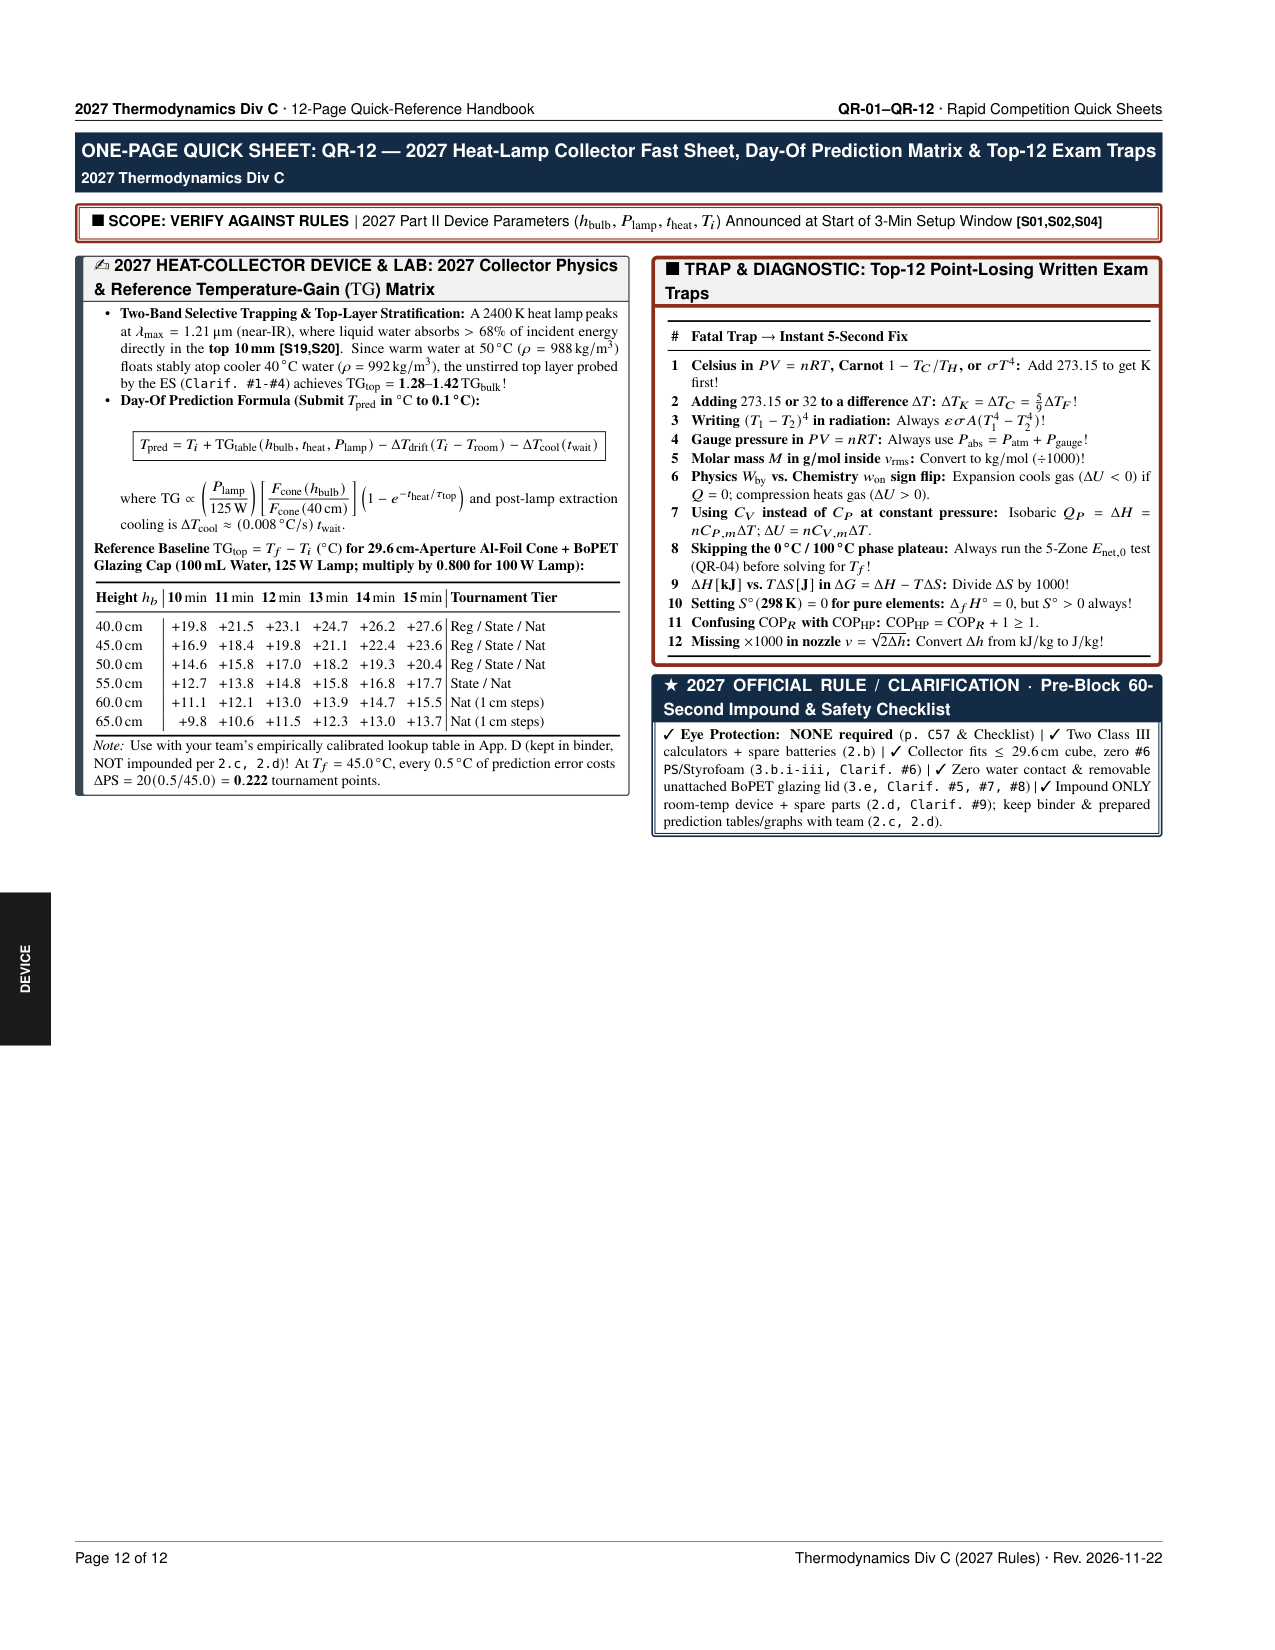 2027 Thermodynamics Div C · 12-Page Quick-Reference Handbook
QR-01–QR-12 · Rapid Competition Quick Sheets
ONE-PAGE QUICK SHEET: QR-12 — 2027 Heat-Lamp Collector Fast Sheet, Day-Of Prediction Matrix & Top-12 Exam Traps
2027 Thermodynamics Div C
■ SCOPE: VERIFY AGAINST RULES | 2027 Part II Device Parameters (h_bulb, P_lamp, t_heat, T_i) Announced at Start of 3-Min Setup Window [S01,S02,S04]
✍ 2027 HEAT-COLLECTOR DEVICE & LAB: 2027 Collector Physics
& Reference Temperature-Gain (TG) Matrix
• Two-Band Selective Trapping & Top-Layer Stratification: A 2400 K heat lamp peaks
at λ_max = 1.21 μm (near-IR), where liquid water absorbs > 68% of incident energy
directly in the top 10 mm [S19,S20]. Since warm water at 50 °C (ρ = 988 kg/m³)
floats stably atop cooler 40 °C water (ρ = 992 kg/m³), the unstirred top layer probed
by the ES (Clarif. #1-#4) achieves TG_top = 1.28–1.42 TG_bulk!
• Day-Of Prediction Formula (Submit T_pred in °C to 0.1 °C):
T_pred = T_i + TG_table(h_bulb, t_heat, P_lamp) − ΔT_drift(T_i − T_room) − ΔT_cool(t_wait)
where TG ∝ (P_lamp / 125 W) [F_cone(h_bulb) / F_cone(40 cm)] (1 − e^(−t_heat/τ_top)) and post-lamp extraction
cooling is ΔT_cool ≈ (0.008 °C/s) t_wait.
Reference Baseline TG_top = T_f − T_i (°C) for 29.6 cm-Aperture Al-Foil Cone + BoPET
Glazing Cap (100 mL Water, 125 W Lamp; multiply by 0.800 for 100 W Lamp):
Height h_b | 10 min 11 min 12 min 13 min 14 min 15 min | Tournament Tier
40.0 cm | +19.8 +21.5 +23.1 +24.7 +26.2 +27.6 | Reg / State / Nat
45.0 cm | +16.9 +18.4 +19.8 +21.1 +22.4 +23.6 | Reg / State / Nat
50.0 cm | +14.6 +15.8 +17.0 +18.2 +19.3 +20.4 | Reg / State / Nat
55.0 cm | +12.7 +13.8 +14.8 +15.8 +16.8 +17.7 | State / Nat
60.0 cm | +11.1 +12.1 +13.0 +13.9 +14.7 +15.5 | Nat (1 cm steps)
65.0 cm | +9.8 +10.6 +11.5 +12.3 +13.0 +13.7 | Nat (1 cm steps)
Note: Use with your team's empirically calibrated lookup table in App. D (kept in binder,
NOT impounded per 2.c, 2.d)! At T_f = 45.0 °C, every 0.5 °C of prediction error costs
ΔPS = 20(0.5/45.0) = 0.222 tournament points.
■ TRAP & DIAGNOSTIC: Top-12 Point-Losing Written Exam
Traps
# Fatal Trap → Instant 5-Second Fix
1 Celsius in PV = nRT, Carnot 1 − T_C/T_H, or σT⁴: Add 273.15 to get K
first!
2 Adding 273.15 or 32 to a difference ΔT: ΔT_K = ΔT_C = 5/9 ΔT_F!
3 Writing (T₁ − T₂)⁴ in radiation: Always εσA(T₁⁴ − T₂⁴)!
4 Gauge pressure in PV = nRT: Always use P_abs = P_atm + P_gauge!
5 Molar mass M in g/mol inside v_rms: Convert to kg/mol (÷1000)!
6 Physics W_by vs. Chemistry w_on sign flip: Expansion cools gas (ΔU < 0) if
Q = 0; compression heats gas (ΔU > 0).
7 Using C_V instead of C_P at constant pressure: Isobaric Q_P = ΔH =
nC_P,mΔT; ΔU = nC_V,mΔT.
8 Skipping the 0 °C / 100 °C phase plateau: Always run the 5-Zone E_net,0 test
(QR-04) before solving for T_f!
9 ΔH[kJ] vs. TΔS[J] in ΔG = ΔH − TΔS: Divide ΔS by 1000!
10 Setting S°(298 K) = 0 for pure elements: Δ_f H° = 0, but S° > 0 always!
11 Confusing COP_R with COP_HP: COP_HP = COP_R + 1 ≥ 1.
12 Missing ×1000 in nozzle v = √(2Δh): Convert Δh from kJ/kg to J/kg!
★ 2027 OFFICIAL RULE / CLARIFICATION · Pre-Block 60-
Second Impound & Safety Checklist
✓ Eye Protection: NONE required (p. C57 & Checklist) | ✓ Two Class III
calculators + spare batteries (2.b) | ✓ Collector fits ≤ 29.6 cm cube, zero #6
PS/Styrofoam (3.b.i-iii, Clarif. #6) | ✓ Zero water contact & removable
unattached BoPET glazing lid (3.e, Clarif. #5, #7, #8) | ✓ Impound ONLY
room-temp device + spare parts (2.d, Clarif. #9); keep binder & prepared
prediction tables/graphs with team (2.c, 2.d).
DEVICE
Page 12 of 12
Thermodynamics Div C (2027 Rules) · Rev. 2026-11-22